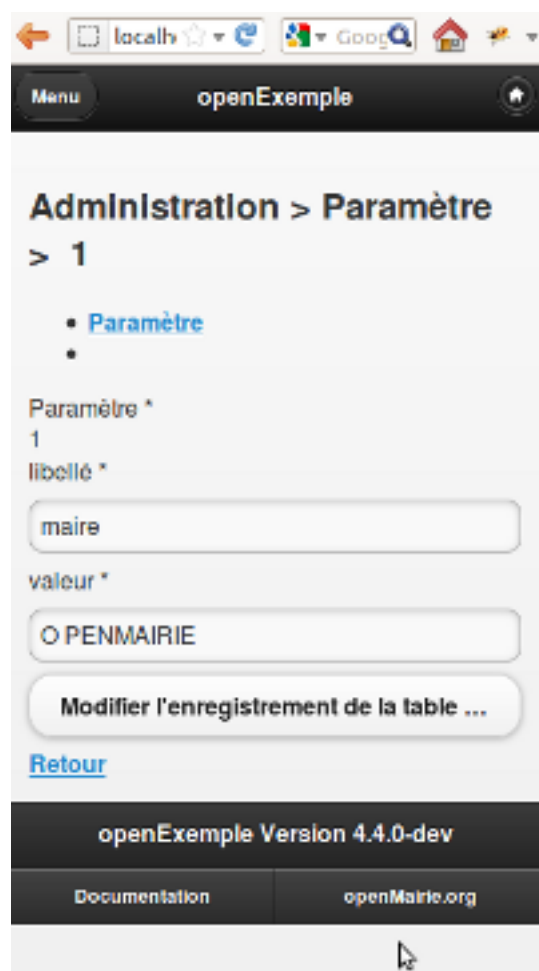 localh Goog
Menu openExemple
Administration > Paramètre
> 1
Paramètre
Paramètre *
1
libellé *
maire
valeur *
O PENMAIRIE
Modifier l'enregistrement de la table ...
Retour
openExemple Version 4.4.0-dev
Documentation openMairie.org